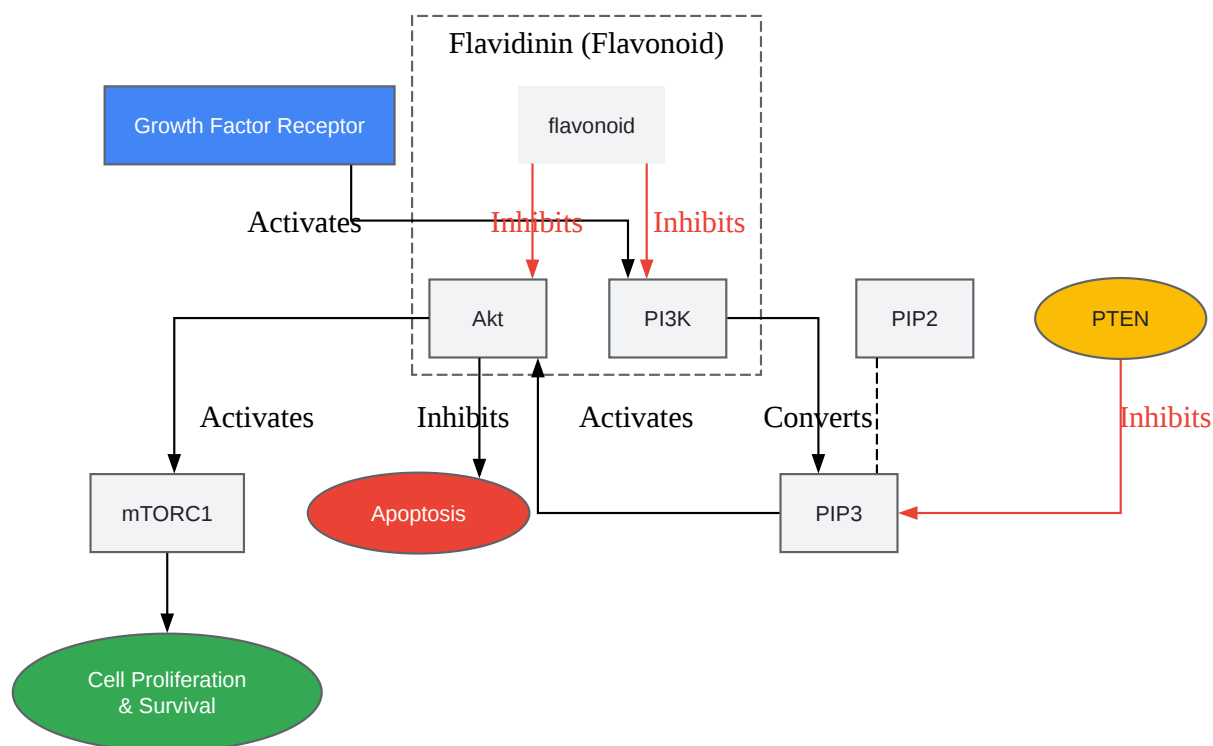 Flavidinin (Flavonoid)
Growth Factor Receptor
flavonoid
Activates
Inhibits
Inhibits
Akt
PI3K
PIP2
PTEN
Activates
Inhibits
Activates
Converts
Inhibits
mTORC1
Apoptosis
PIP3
Cell Proliferation
& Survival